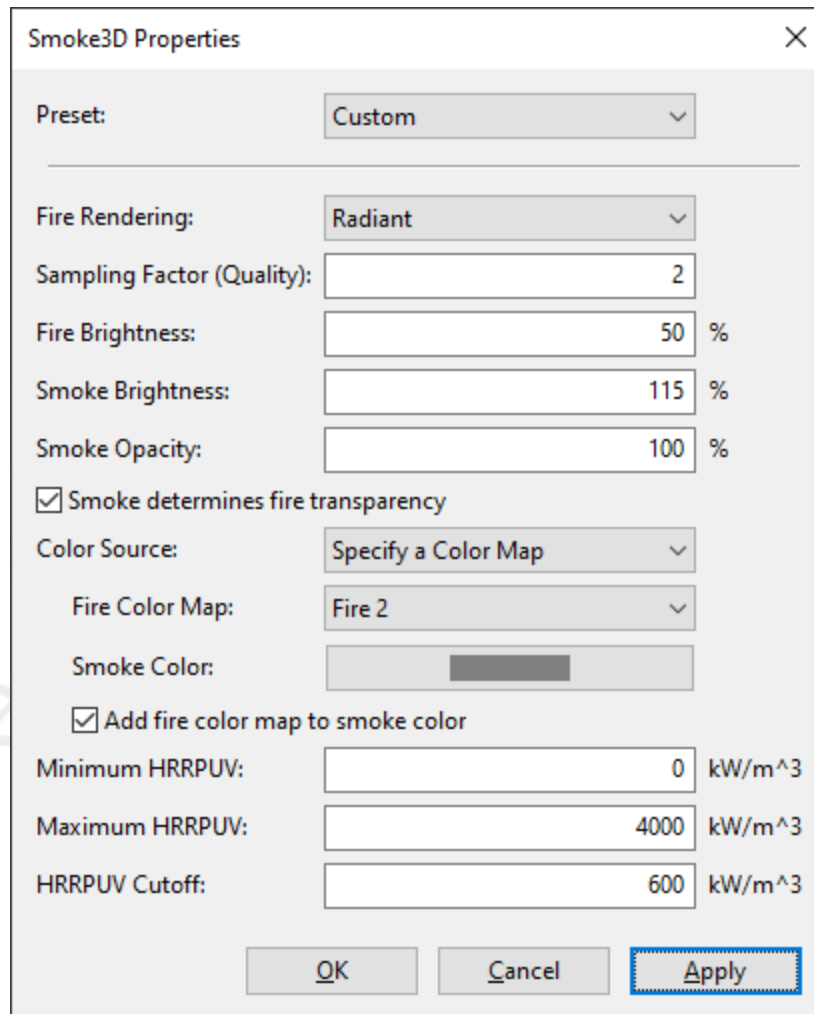 Smoke3D Properties
Preset: Custom
Fire Rendering: Radiant
Sampling Factor (Quality): 2
Fire Brightness: 50 %
Smoke Brightness: 115 %
Smoke Opacity: 100 %
Smoke determines fire transparency
Color Source: Specify a Color Map
Fire Color Map: Fire 2
Smoke Color:
Add fire color map to smoke color
Minimum HRRPUV: 0 kW/m^3
Maximum HRRPUV: 4000 kW/m^3
HRRPUV Cutoff: 600 kW/m^3
OK Cancel Apply